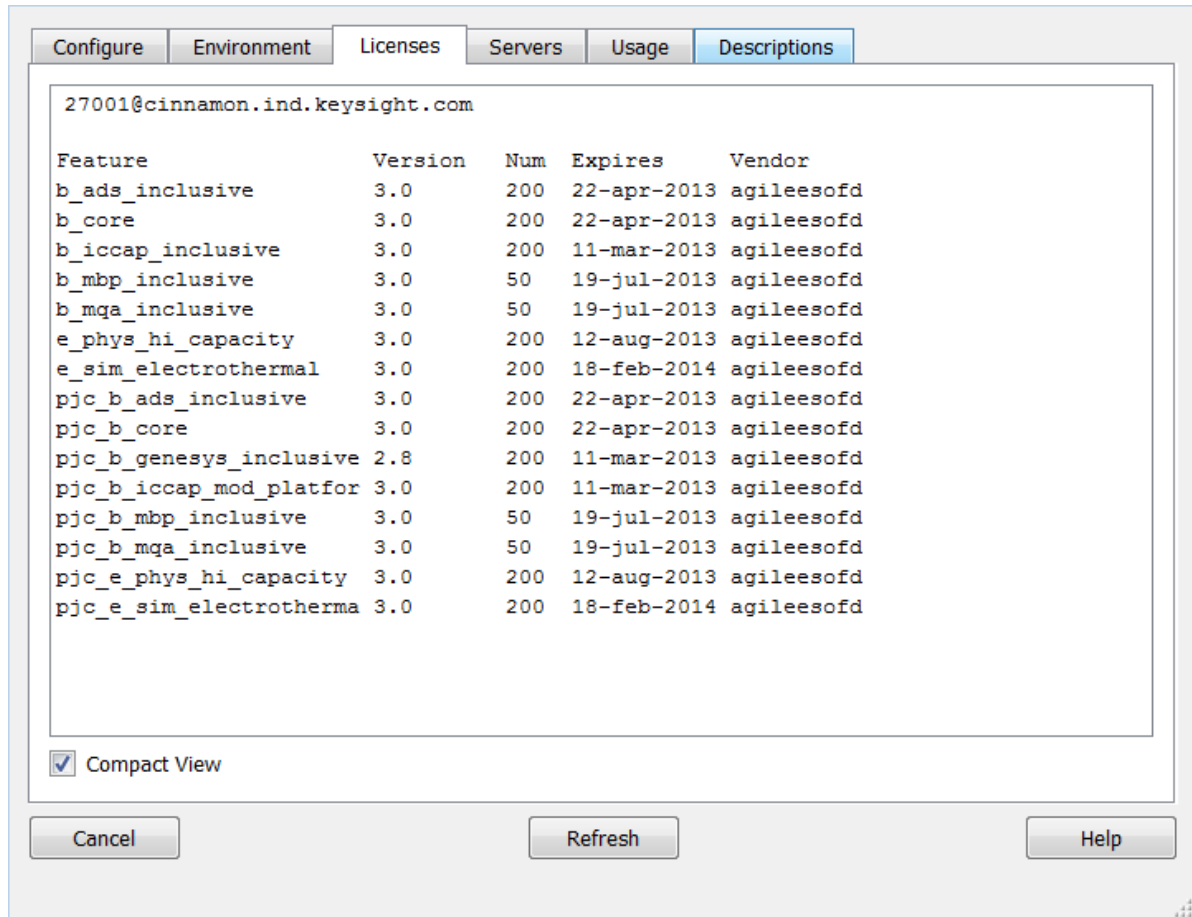 Configure Environment Licenses Servers Usage Descriptions
27001@cinnamon.ind.keysight.com
Feature Version Num Expires Vendor
b_ads_inclusive 3.0 200 22-apr-2013 agileesofd
b_core 3.0 200 22-apr-2013 agileesofd
b_iccap_inclusive 3.0 200 11-mar-2013 agileesofd
b_mbp_inclusive 3.0 50 19-jul-2013 agileesofd
b_mqa_inclusive 3.0 50 19-jul-2013 agileesofd
e_phys_hi_capacity 3.0 200 12-aug-2013 agileesofd
e_sim_electrothermal 3.0 200 18-feb-2014 agileesofd
pjc_b_ads_inclusive 3.0 200 22-apr-2013 agileesofd
pjc_b_core 3.0 200 22-apr-2013 agileesofd
pjc_b_genesys_inclusive 2.8 200 11-mar-2013 agileesofd
pjc_b_iccap_mod_platfor 3.0 200 11-mar-2013 agileesofd
pjc_b_mbp_inclusive 3.0 50 19-jul-2013 agileesofd
pjc_b_mqa_inclusive 3.0 50 19-jul-2013 agileesofd
pjc_e_phys_hi_capacity 3.0 200 12-aug-2013 agileesofd
pjc_e_sim_electrotherma 3.0 200 18-feb-2014 agileesofd
Compact View
Cancel Refresh Help